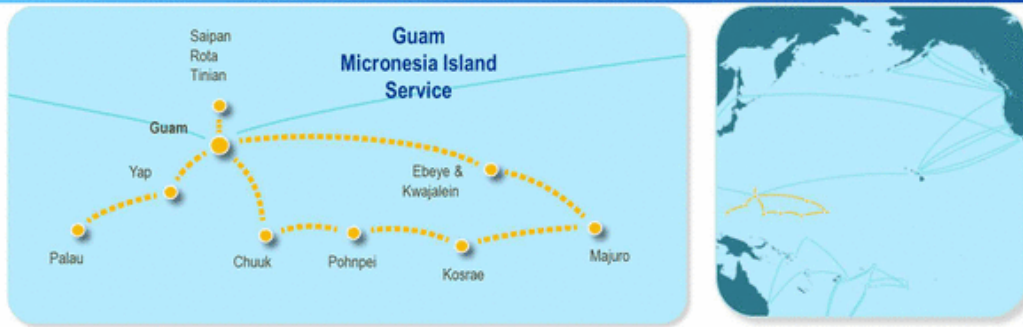 Saipan
Rota
Tinian
Guam
Micronesia Island
Service
Guam
Yap
Ebeye &
Kwajalein
Palau
Chuuk
Pohnpei
Kosrae
Majuro